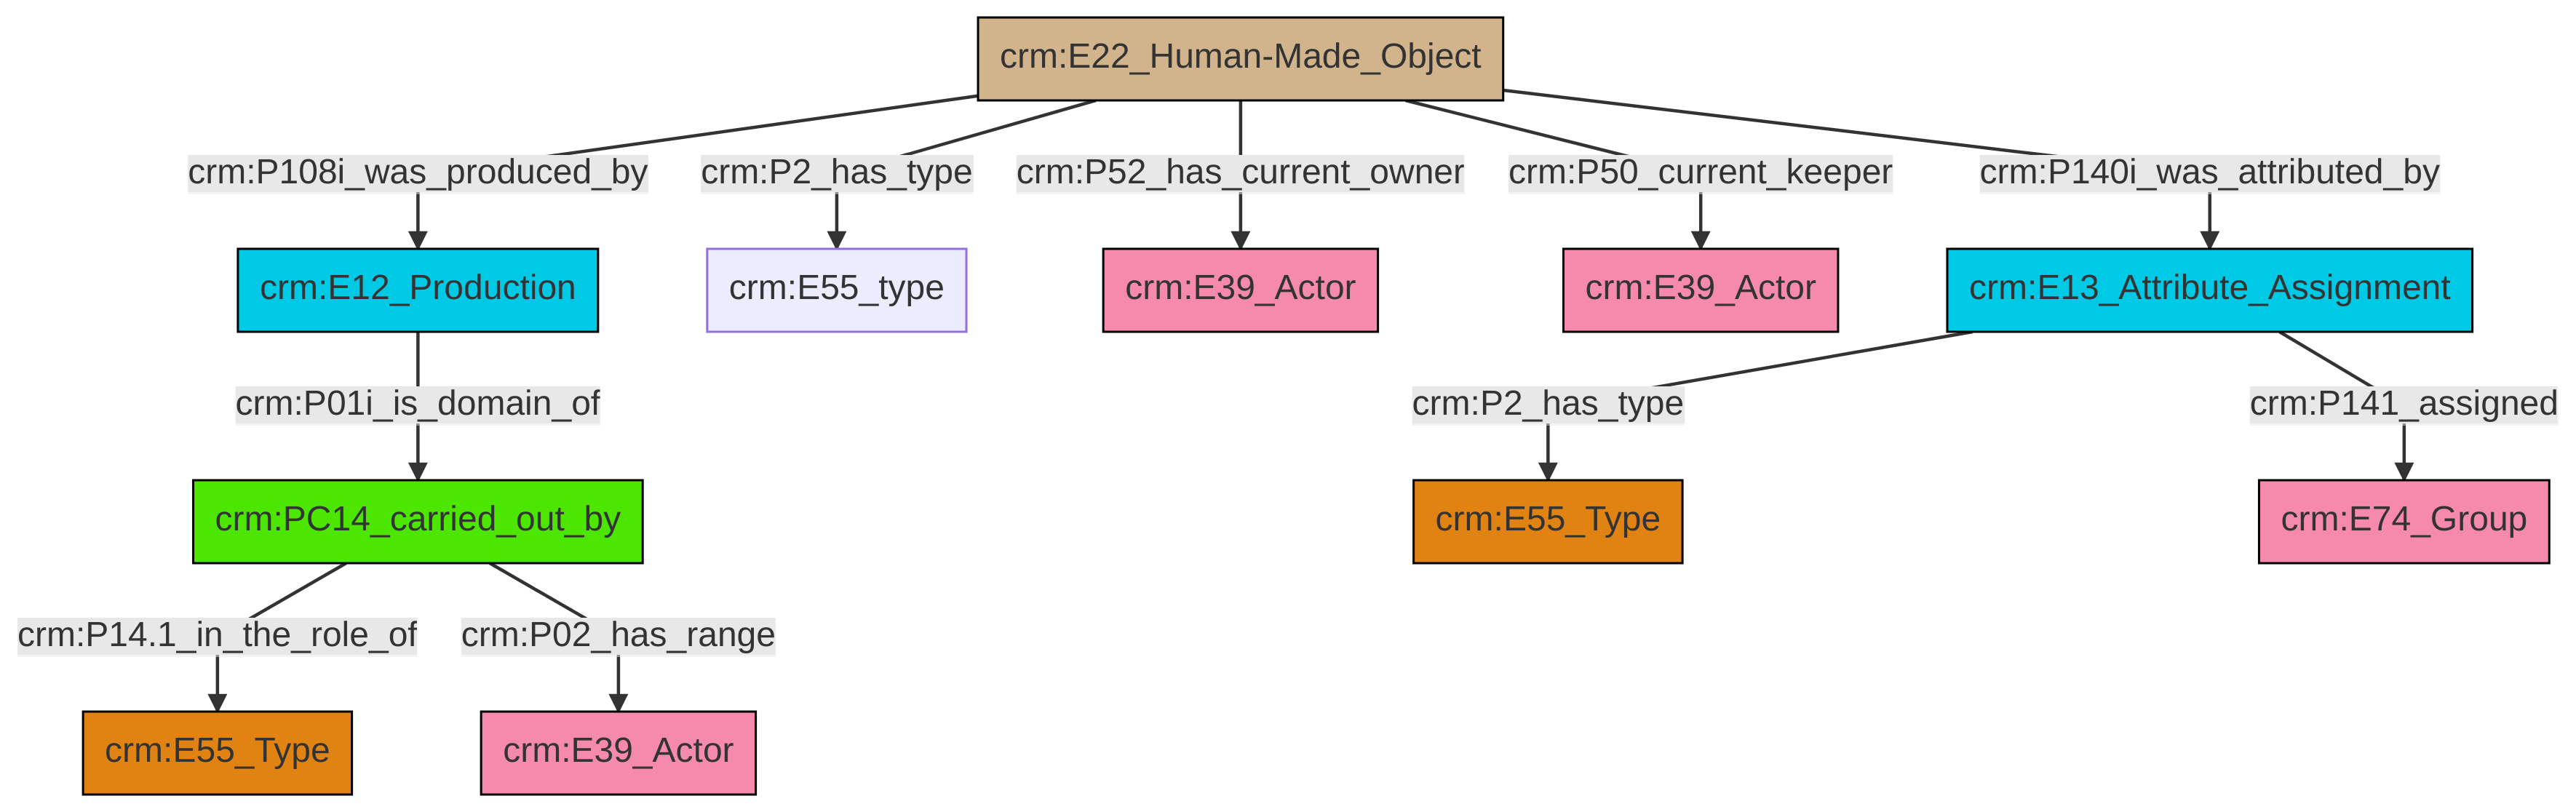 crm:E22_Human-Made_Object
crm:P108i_was_produced_by
crm:P2_has_type
crm:P52_has_current_owner
crm:P50_current_keeper
crm:P140i_was_attributed_by
crm:E12_Production
crm:E55_type
crm:E39_Actor
crm:E39_Actor
crm:E13_Attribute_Assignment
crm:P01i_is_domain_of
crm:P2_has_type
crm:P141_assigned
crm:PC14_carried_out_by
crm:E55_Type
crm:E74_Group
crm:P14.1_in_the_role_of
crm:P02_has_range
crm:E55_Type
crm:E39_Actor